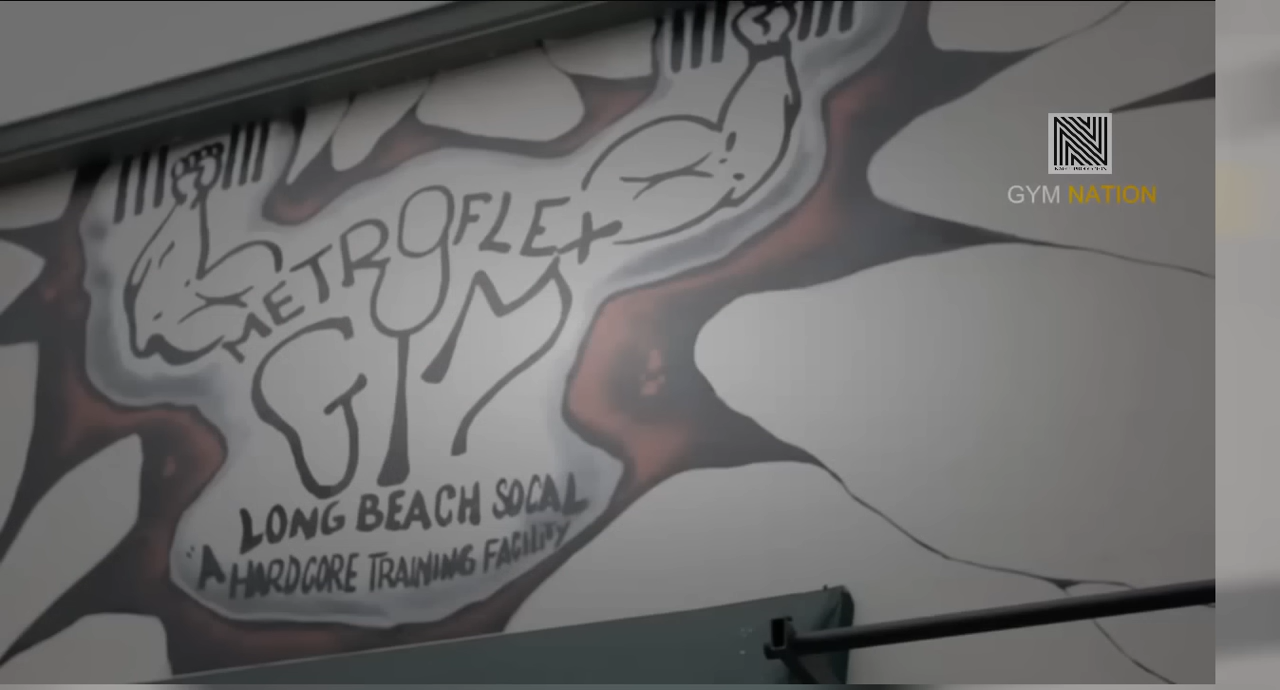 METROFLEX
GYM
LONG BEACH SOCAL
"A HARDCORE TRAINING FACILITY
GYM NATION